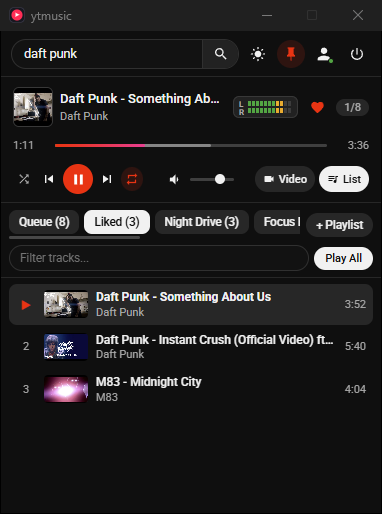 ytmusic
daft punk
Daft Punk - Something Ab...
Daft Punk
L
R
1/8
1:11
3:36
Video
List
Queue (8)
Liked (3)
Night Drive (3)
Focus
+ Playlist
Filter tracks...
Play All
Daft Punk - Something About Us
Daft Punk
3:52
2
Daft Punk - Instant Crush (Official Video) ft...
Daft Punk
5:40
3
M83 - Midnight City
M83
4:04